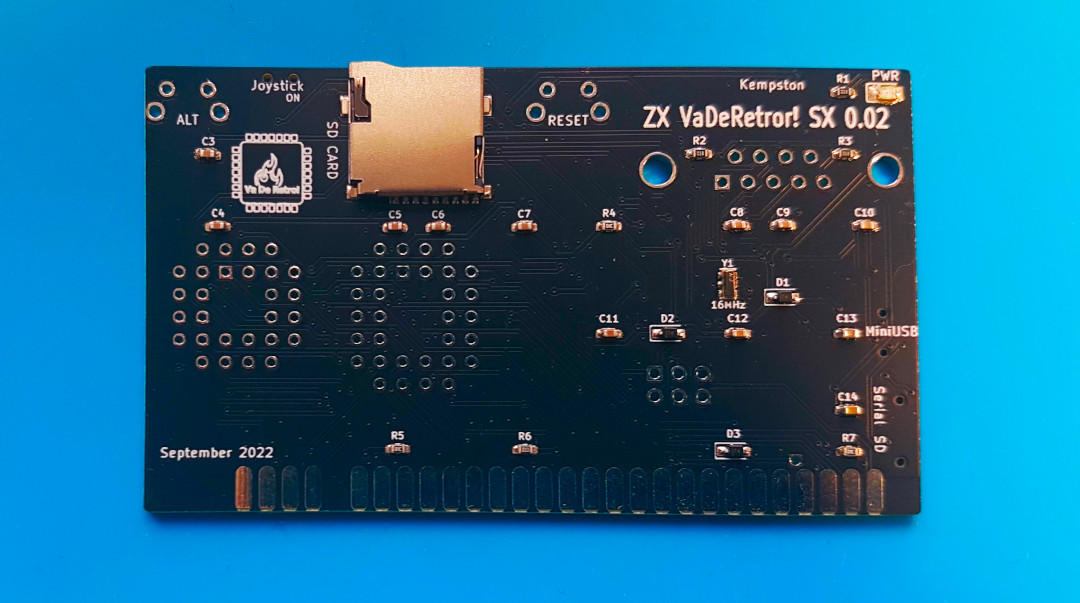 Joystick
ON
ALT
SD CARD
RESET
Kempston
R1
PWR
ZX VaDeRetror! SX 0.02
C3
Va De Retro!
R2
R3
C4
C5
C6
C7
R4
C8
C9
C10
Y1
16MHz
D1
C11
D2
C12
C13
MiniUSB
C14
Serial SD
September 2022
R5
R6
D3
R7